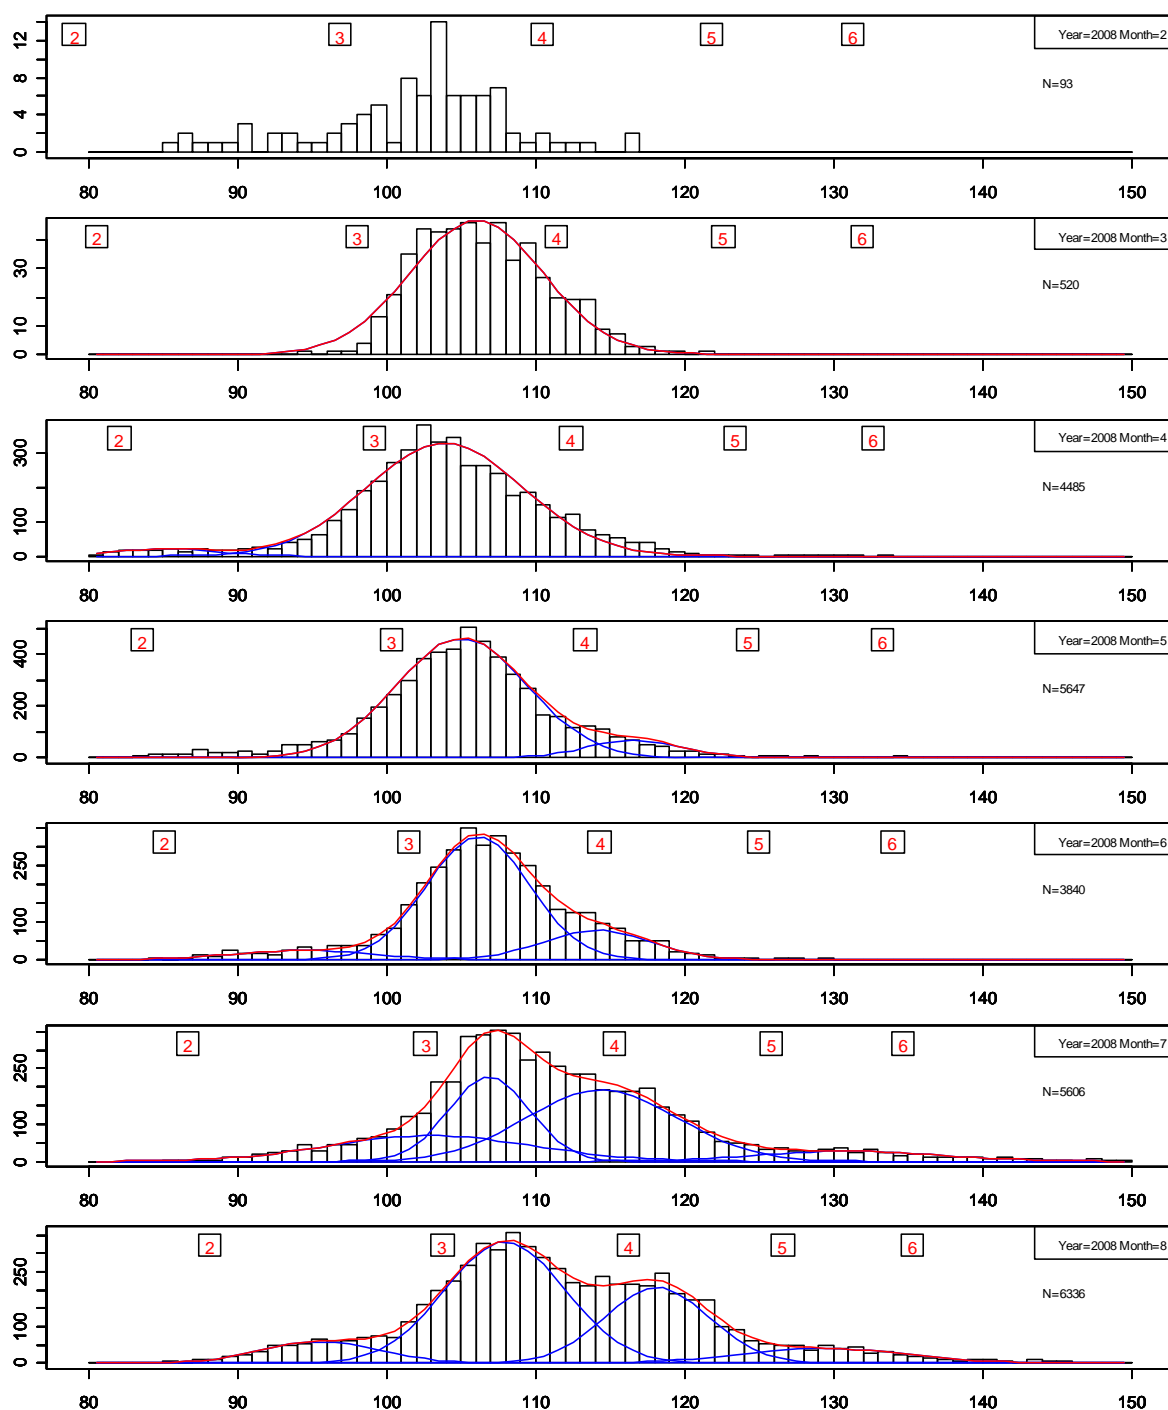 2 3 4 5 6 Year=2008 Month=2
N=93
0 4 8 12
80 90 100 110 120 130 140 150
2 3 4 5 6 Year=2008 Month=3
N=520
0 10 30
80 90 100 110 120 130 140 150
2 3 4 5 6 Year=2008 Month=4
N=4485
0 100 300
80 90 100 110 120 130 140 150
2 3 4 5 6 Year=2008 Month=5
N=5647
0 200 400
80 90 100 110 120 130 140 150
2 3 4 5 6 Year=2008 Month=6
N=3840
0 100 250
80 90 100 110 120 130 140 150
2 3 4 5 6 Year=2008 Month=7
N=5606
0 100 250
80 90 100 110 120 130 140 150
2 3 4 5 6 Year=2008 Month=8
N=6336
0 100 250
80 90 100 110 120 130 140 150